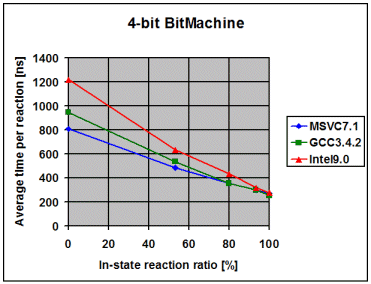 4-bit BitMachine
Average time per reaction [ns]
1400
1200
1000
800
600
400
200
0
0 20 40 60 80 100
In-state reaction ratio [%]
MSVC7.1
GCC3.4.2
Intel9.0